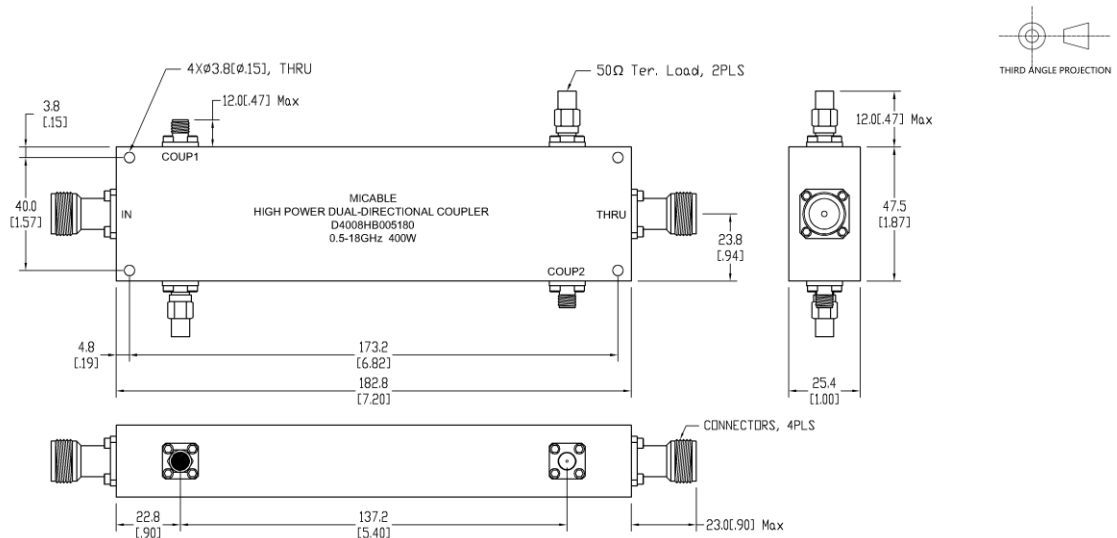 THIRD ANGLE PROJECTION
4XØ3.8[Ø.15], THRU
50Ω Ter. Load, 2PLS
3.8
[.15]
12.0[.47] Max
12.0[.47] Max
COUP1
40.0
[1.57]
IN
MICABLE
HIGH POWER DUAL-DIRECTIONAL COUPLER
D4008HB005180
0.5-18GHz 400W
THRU
23.8
[.94]
47.5
[1.87]
COUP2
4.8
[.19]
173.2
[6.82]
182.8
[7.20]
25.4
[1.00]
CONNECTORS, 4PLS
22.8
[.90]
137.2
[5.40]
23.0[.90] Max